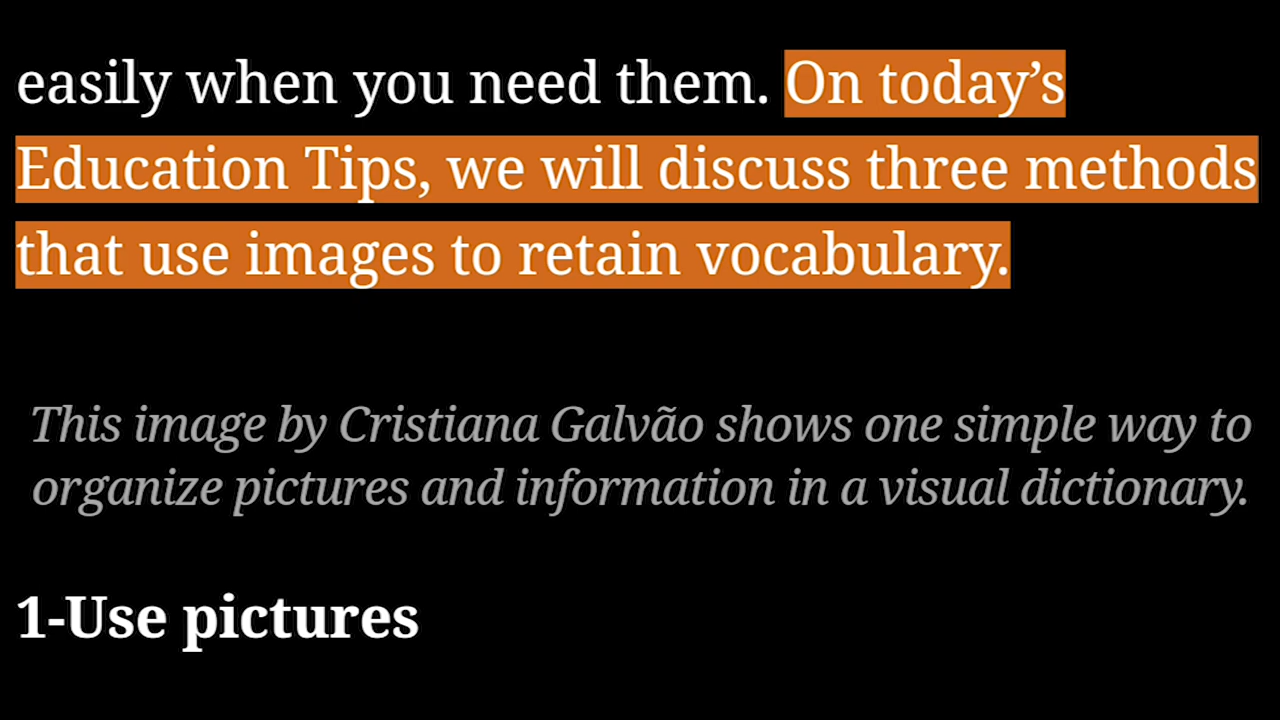 easily when you need them. On today’s
Education Tips, we will discuss three methods
that use images to retain vocabulary.
This image by Cristiana Galvão shows one simple way to
organize pictures and information in a visual dictionary.
1-Use pictures